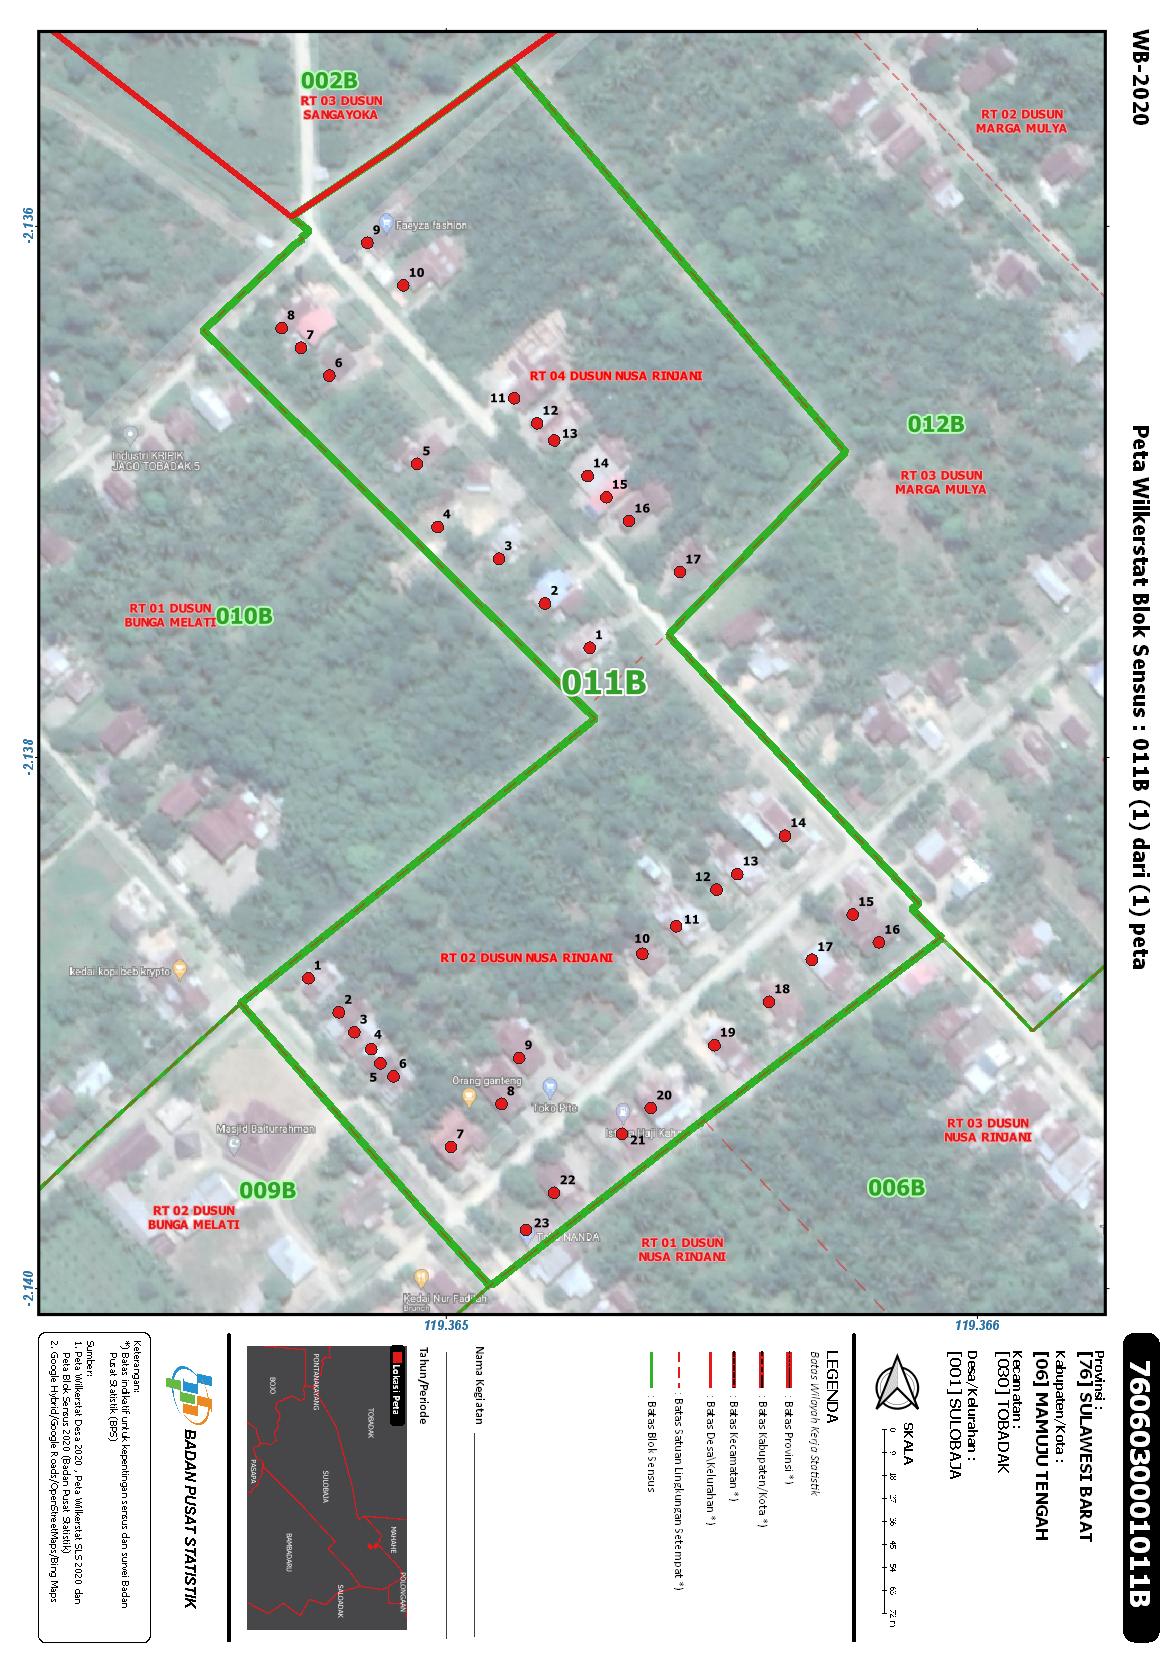 WB-2020
Peta Wilkerstat Blok Sensus : 011B (1) dari (1) peta
7606030001011B
002B
RT 03 DUSUN
SANGAYOKA
RT 02 DUSUN
MARGA MULYA
-2.136
9
Faeyza fashion
10
8
7
6
RT 04 DUSUN NUSA RINJANI
11
12
13
012B
Industri KRIPIK
JAGO TOBADAK 5
5
14
RT 03 DUSUN
MARGA MULYA
15
4
16
3
17
2
RT 01 DUSUN
BUNGA MELATI
010B
1
011B
-2.138
14
13
12
15
11
16
10
17
RT 02 DUSUN NUSA RINJANI
kedai kopi beb krypto
1
18
2
3
4
5
6
19
9
Orang ganteng
8
Toko Pite
20
Masjid Baiturrahman
7
21
RT 03 DUSUN
NUSA RINJANI
22
009B
006B
RT 02 DUSUN
BUNGA MELATI
23
NANDA
RT 01 DUSUN
NUSA RINJANI
-2.140
Kedai Nur Fadilah
Brunch
119.365
119.366
Provinsi :
[76] SULAWESI BARAT
Kabupaten/Kota :
[06] MAMUJU TENGAH
Kecamatan :
[030] TOBADAK
Desa/Kelurahan :
[001] SULOBAJA
SKALA
0 9 18 27 36 45 54 63 72 m
LEGENDA
Batas Wilayah Kerja Statistik
: Batas Provinsi *)
: Batas Kabupaten/Kota *)
: Batas Kecamatan *)
: Batas Desa\Kelurahan *)
: Batas Satuan Lingkungan Setempat *)
: Batas Blok Sensus
Nama Kegiatan
Tahun/Periode
Lokasi Peta
TOBADAK
MAHAHE
POLONGAAN
PONTANAKAYANG
SULOBAJA
SALOADAK
BOJO
BAMBADARU
PASAPA
BADAN PUSAT STATISTIK
Keterangan:
*) Batas indikatif untuk kepentingan sensus dan survei Badan
Pusat Statistik (BPS)
Sumber:
1. Peta Wilkerstat Desa 2020 , Peta Wilkerstat SLS 2020 dan
Peta Blok Sensus 2020 (Badan Pusat Statistik)
2. Google Hybrid/Google Roads/OpenStreetMaps/Bing Maps